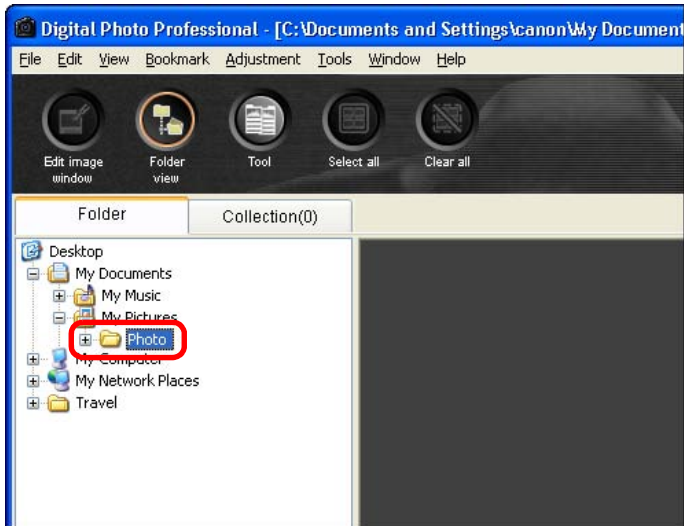 Digital Photo Professional - [C:\Documents and Settings\canon\My Document
File Edit View Bookmark Adjustment Tools Window Help
Edit image window
Folder view
Tool
Select all
Clear all
Folder
Collection(0)
Desktop
My Documents
My Music
My Pictures
Photo
My Computer
My Network Places
Travel